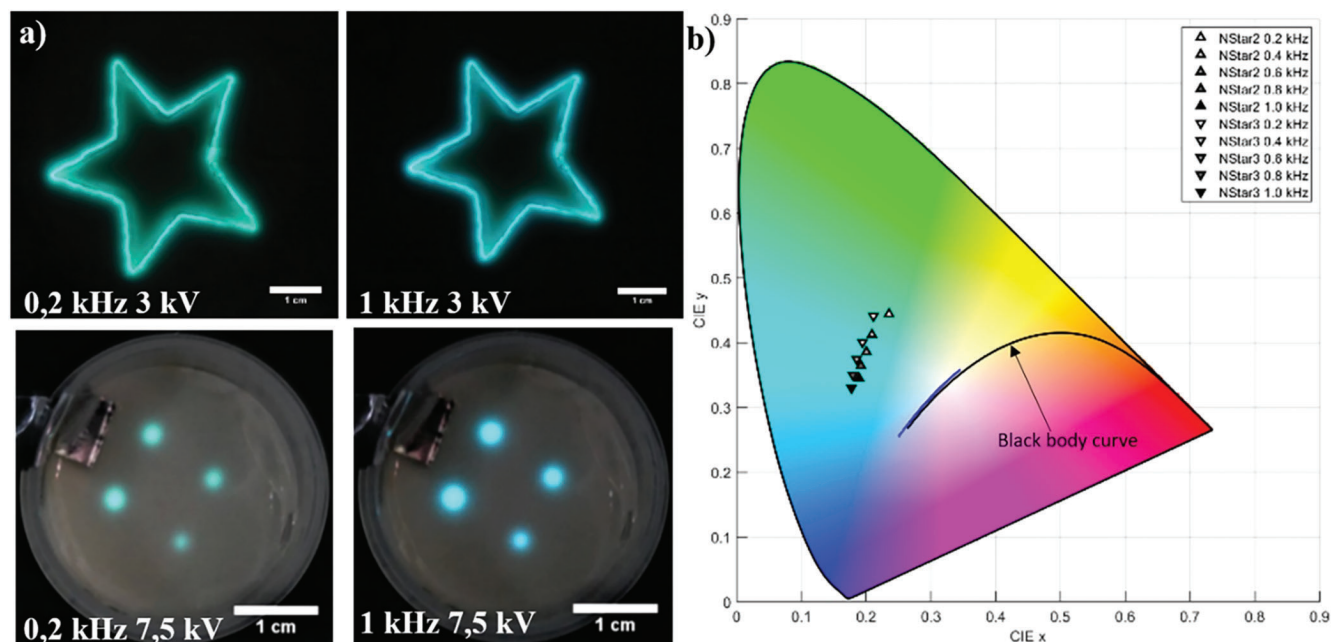 a)
0,2 kHz 3 kV
1 cm
1 kHz 3 kV
1 cm
0,2 kHz 7,5 kV
1 cm
1 kHz 7,5 kV
1 cm
b)
0.9
0.8
0.7
0.6
0.5
0.4
0.3
0.2
0.1
0
CIE y
NStar2 0.2 kHz
NStar2 0.4 kHz
NStar2 0.6 kHz
NStar2 0.8 kHz
NStar2 1.0 kHz
NStar3 0.2 kHz
NStar3 0.4 kHz
NStar3 0.6 kHz
NStar3 0.8 kHz
NStar3 1.0 kHz
Black body curve
0 0.1 0.2 0.3 0.4 0.5 0.6 0.7 0.8 0.9
CIE x